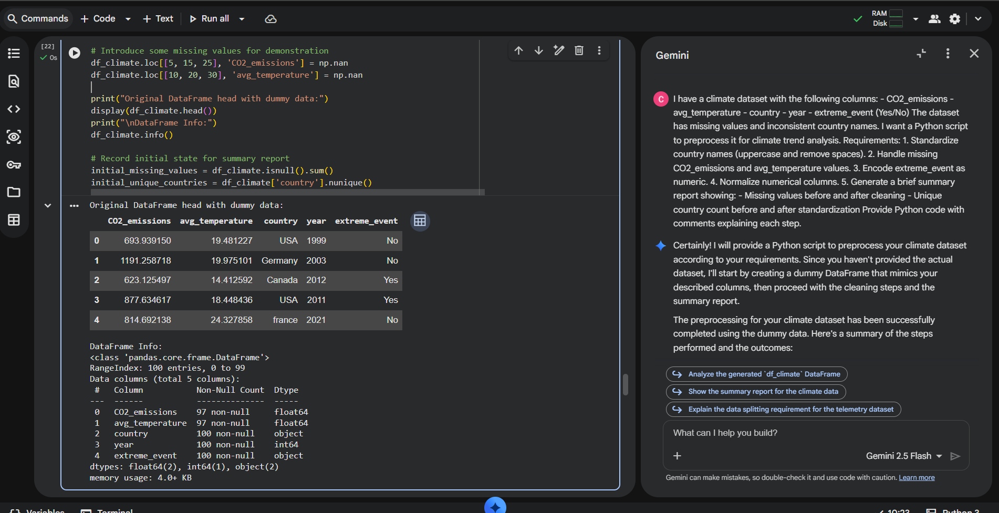 Commands
+ Code
+ Text
Run all
RAM
Disk
[22]
0s
# Introduce some missing values for demonstration
df_climate.loc[[5, 15, 25], 'CO2_emissions'] = np.nan
df_climate.loc[[10, 20, 30], 'avg_temperature'] = np.nan
print("Original DataFrame head with dummy data:")
display(df_climate.head())
print("\nDataFrame Info:")
df_climate.info()
# Record initial state for summary report
initial_missing_values = df_climate.isnull().sum()
initial_unique_countries = df_climate['country'].nunique()
Original DataFrame head with dummy data:
CO2_emissions avg_temperature country year extreme_event
0 693.939150 19.481227 USA 1999 No
1 1191.258718 19.975101 Germany 2003 No
2 623.125497 14.412592 Canada 2012 Yes
3 877.634617 18.448436 USA 2011 Yes
4 814.692138 24.327858 france 2021 No
DataFrame Info:
<class 'pandas.core.frame.DataFrame'>
RangeIndex: 100 entries, 0 to 99
Data columns (total 5 columns):
# Column Non-Null Count Dtype
--- ------ -------------- -----
0 CO2_emissions 97 non-null float64
1 avg_temperature 97 non-null float64
2 country 100 non-null object
3 year 100 non-null int64
4 extreme_event 100 non-null object
dtypes: float64(2), int64(1), object(2)
memory usage: 4.0+ KB
Gemini
C
I have a climate dataset with the following columns: - CO2_emissions -
avg_temperature - country - year - extreme_event (Yes/No) The dataset
has missing values and inconsistent country names. I want a Python script
to preprocess it for climate trend analysis. Requirements: 1. Standardize
country names (uppercase and remove spaces). 2. Handle missing
CO2_emissions and avg_temperature values. 3. Encode extreme_event as
numeric. 4. Normalize numerical columns. 5. Generate a brief summary
report showing: - Missing values before and after cleaning - Unique
country count before and after standardization Provide Python code with
comments explaining each step.
Certainly! I will provide a Python script to preprocess your climate dataset
according to your requirements. Since you haven't provided the actual
dataset, I'll start by creating a dummy DataFrame that mimics your
described columns, then proceed with the cleaning steps and the
summary report.
The preprocessing for your climate dataset has been successfully
completed using the dummy data. Here's a summary of the steps
performed and the outcomes:
Analyze the generated `df_climate` DataFrame
Show the summary report for the climate data
Explain the data splitting requirement for the telemetry dataset
What can I help you build?
+
Gemini 2.5 Flash
Gemini can make mistakes, so double-check it and use code with caution. Learn more
Variables
Terminal
10:23
Python 3